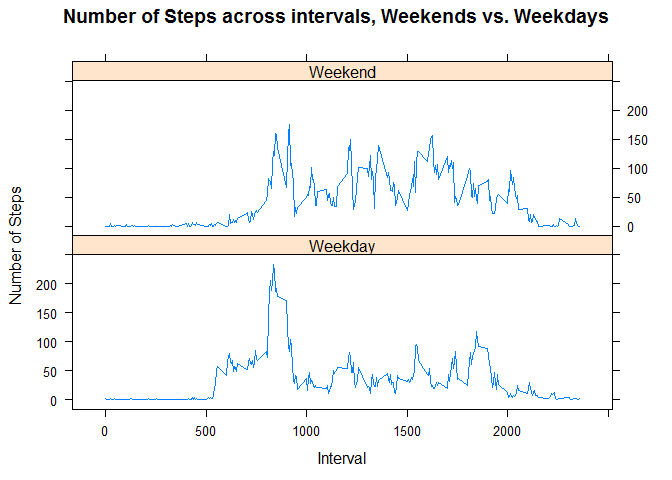 Number of Steps across intervals, Weekends vs. Weekdays
Weekend
200
150
100
50
0
Weekday
200
150
100
50
0
Number of Steps
0 500 1000 1500 2000
Interval